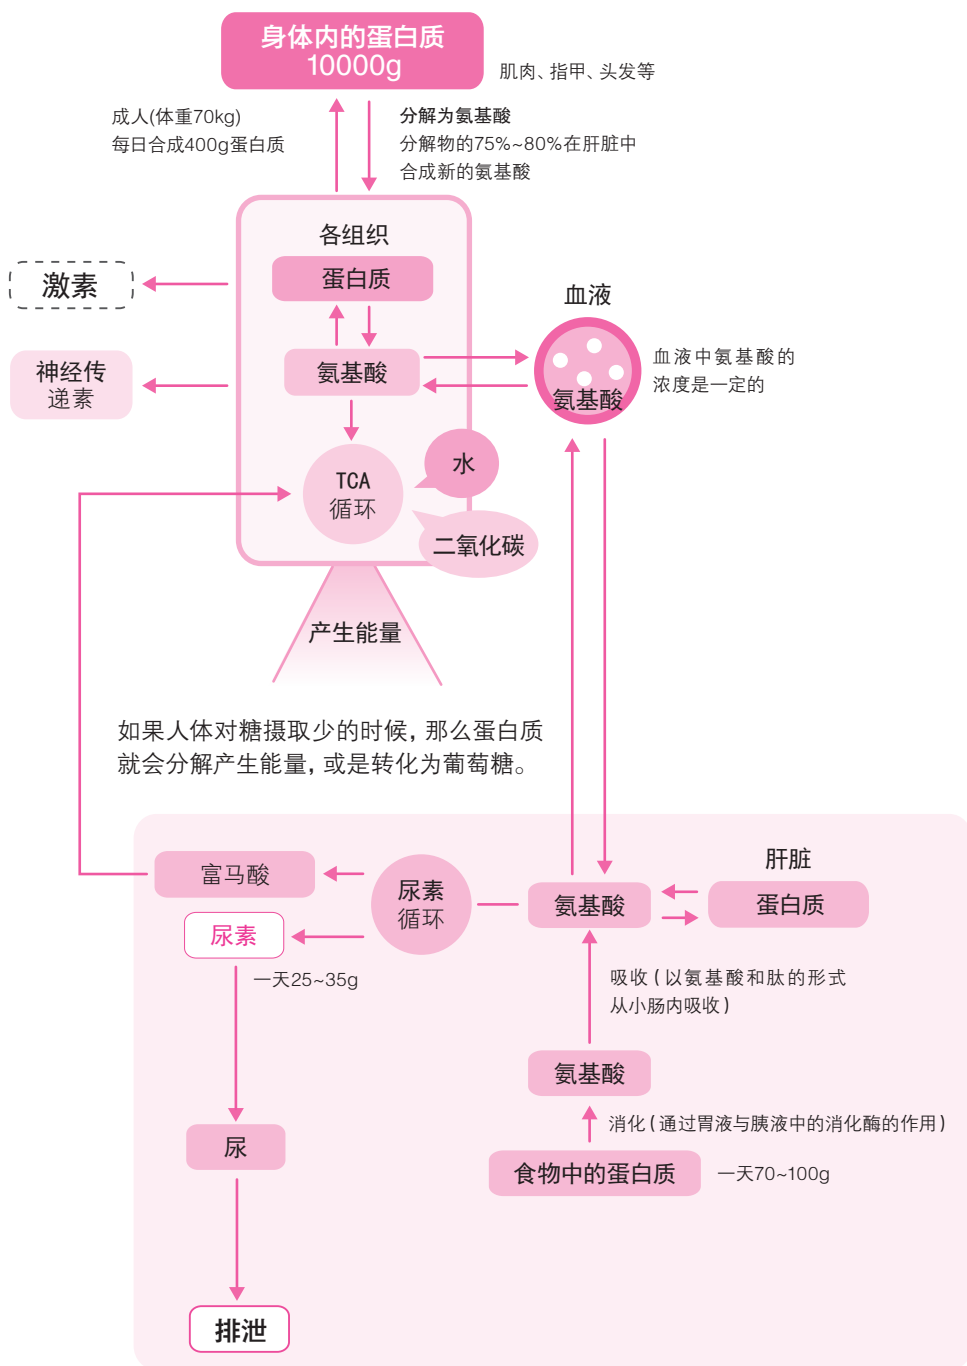 身体内的蛋白质
10000g
肌肉、指甲、头发等
成人(体重70kg)
每日合成400g蛋白质
分解为氨基酸
分解物的75%~80%在肝脏中
合成新的氨基酸
各组织
蛋白质
激素
血液
神经传
递素
氨基酸
氨基酸
血液中氨基酸的
浓度是一定的
水
TCA
循环
二氧化碳
产生能量
如果人体对糖摄取少的时候，那么蛋白质
就会分解产生能量，或是转化为葡萄糖。
肝脏
富马酸
尿素
循环
氨基酸
蛋白质
尿素
一天25~35g
吸收（以氨基酸和肽的形式
从小肠内吸收）
氨基酸
消化（通过胃液与胰液中的消化酶的作用）
尿
食物中的蛋白质
一天70~100g
排泄